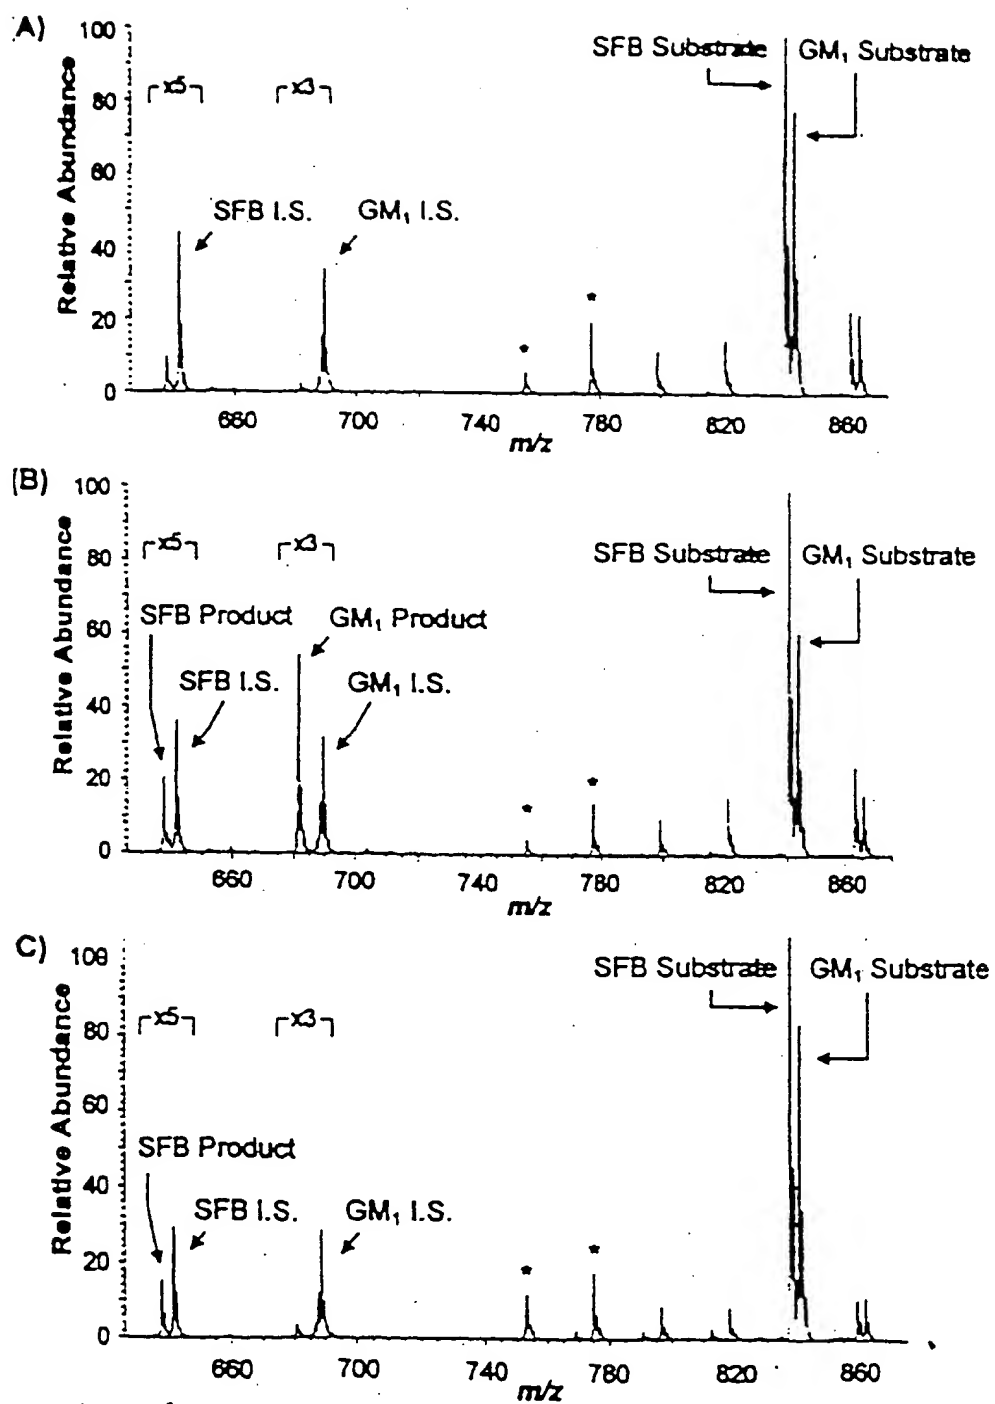 A)
Relative Abundance
100
80
60
40
20
0
x5
x3
SFB I.S.
GM₁ I.S.
*
*
SFB Substrate
GM₁ Substrate
660 700 740 780 820 860
m/z
(B)
Relative Abundance
100
80
60
40
20
0
x5
x3
SFB Product
SFB I.S.
GM₁ Product
GM₁ I.S.
*
*
SFB Substrate
GM₁ Substrate
660 700 740 780 820 860
m/z
C)
Relative Abundance
100
80
60
40
20
0
x5
x3
SFB Product
SFB I.S.
GM₁ I.S.
*
*
SFB Substrate
GM₁ Substrate
660 700 740 780 820 860
m/z